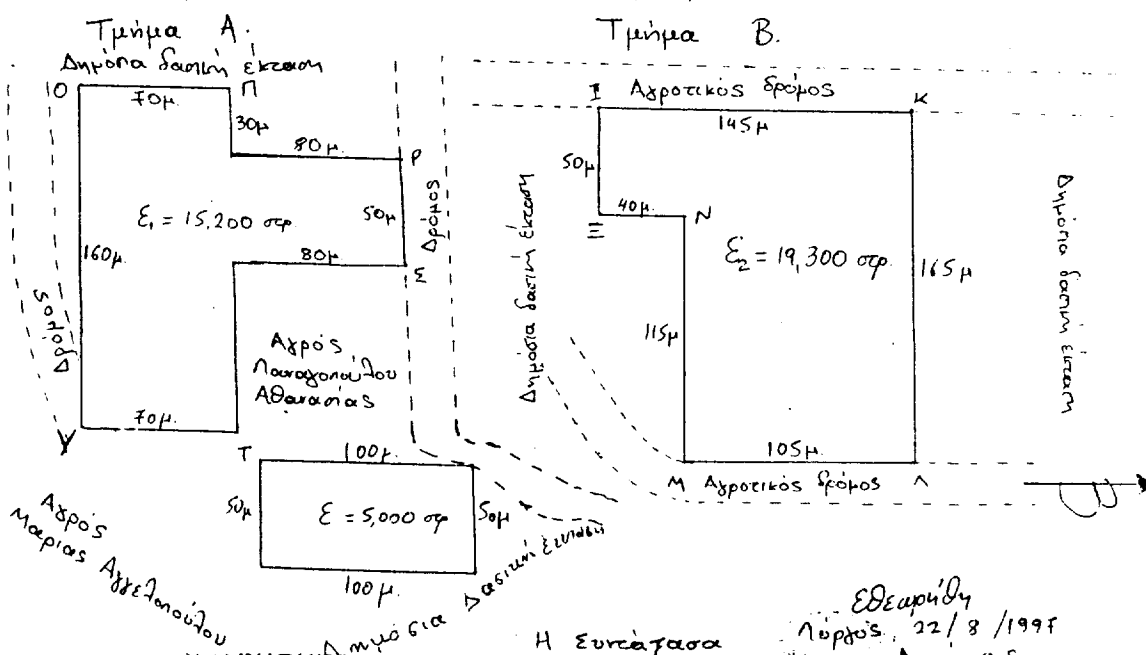 Τμήμα Α.
Δημόσια δασική έκταση
Ο
70μ.
Π
30μ
80μ.
Ρ
50μ
Δρόμος
Ε₁ = 15,200 στρ.
160μ.
80μ.
Σ
Δρόμος
Αγρός
Παναγοπούλου
Αθανασίας
70μ.
Υ
Τ
100μ.
50μ
Ε = 5,000 στρ
50μ
100μ.
Αγρός
Μαρίας Αγγελοπούλου
Δημόσια Δασική Έκταση
Τμήμα Β.
Ι
Αγροτικός δρόμος
Κ
145μ
50μ
Ξ
40μ.
Ν
Δημόσια δασική έκταση
Ε₂ = 19,300 στρ.
165μ
115μ
Δημόσια δασική έκταση
105μ.
Μ
Αγροτικός δρόμος
Λ
Β
Η Συντάξασα
Εθεωρήθη
Πύργος, 22/8/1997